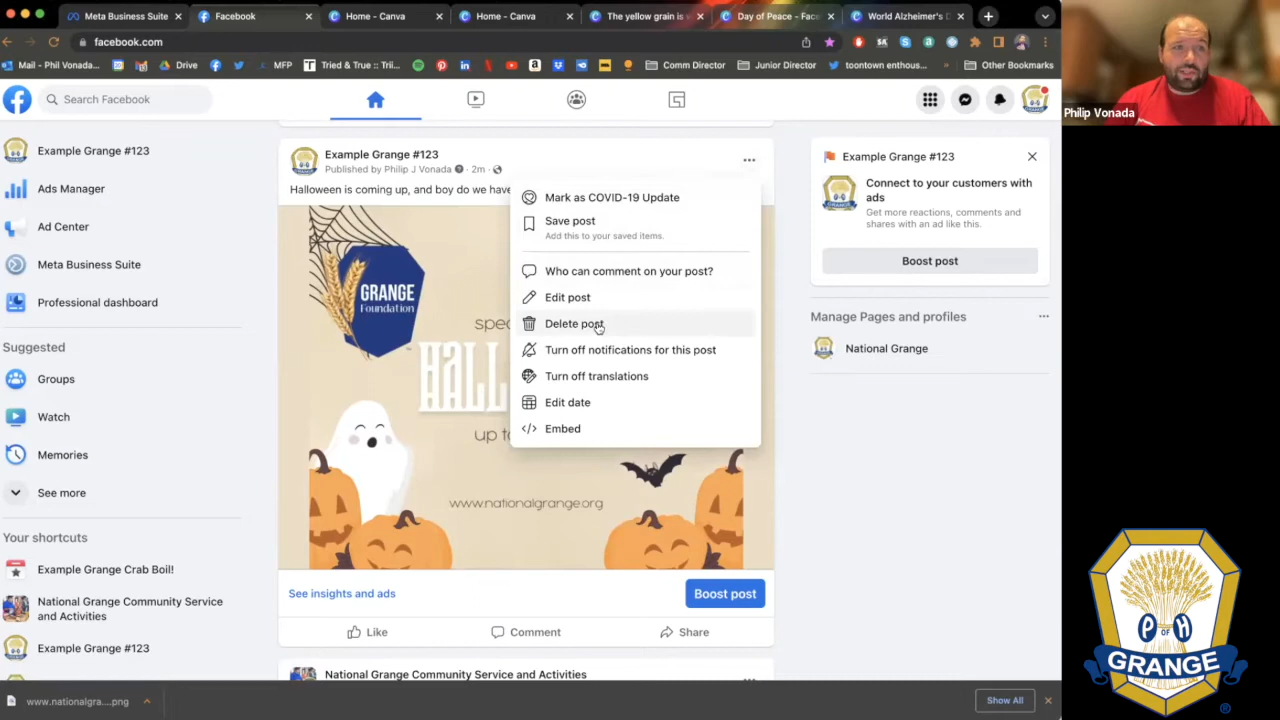 Meta Business Suite
Facebook
Home - Canva
Home - Canva
The yellow grain is
Day of Peace - Face
World Alzheimer's D
facebook.com
Mail - Phil Vonada...
Drive
MFP
Tried & True :: Trii...
Comm Director
Junior Director
toontown enthous...
Other Bookmarks
Search Facebook
Philip Vonada
Example Grange #123
Ads Manager
Ad Center
Meta Business Suite
Professional dashboard
Suggested
Groups
Watch
Memories
See more
Your shortcuts
Example Grange Crab Boil!
National Grange Community Service
and Activities
Example Grange #123
Example Grange #123
Published by Philip J Vonada · 2m ·
Halloween is coming up, and boy do we have
GRANGE
Foundation
spec
HALL
up to
www.nationalgrange.org
Mark as COVID-19 Update
Save post
Add this to your saved items.
Who can comment on your post?
Edit post
Delete post
Turn off notifications for this post
Turn off translations
Edit date
Embed
See insights and ads
Boost post
Like
Comment
Share
National Grange Community Service and Activities
Example Grange #123
Connect to your customers with
ads
Get more reactions, comments and
shares with an ad like this.
Boost post
Manage Pages and profiles
National Grange
www.nationalgra....png
Show All
P OF H
GRANGE
®